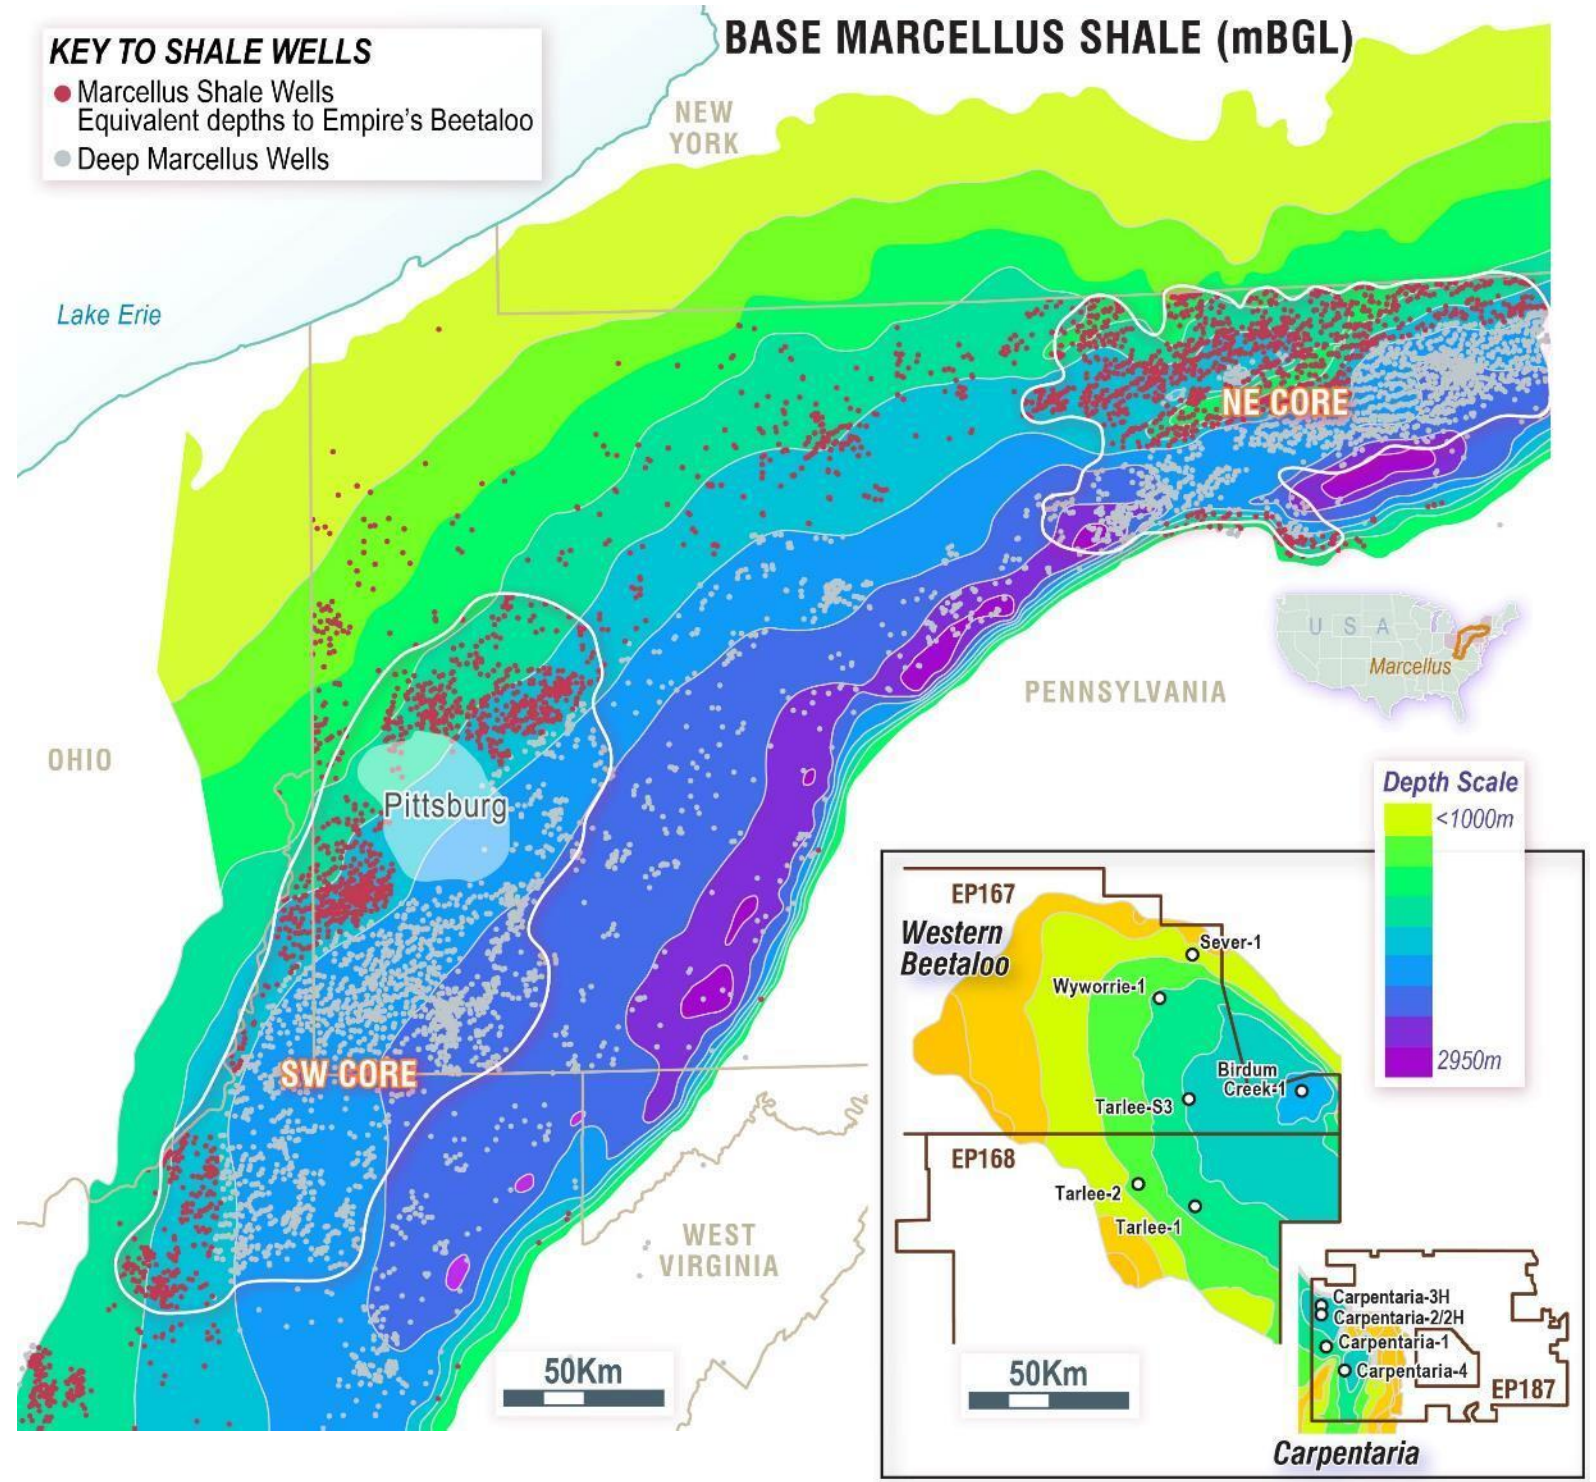 BASE MARCELLUS SHALE (mBGL)
KEY TO SHALE WELLS
Marcellus Shale Wells
Equivalent depths to Empire's Beetaloo
Deep Marcellus Wells
NEW
YORK
Lake Erie
NE CORE
U S A
Marcellus
PENNSYLVANIA
OHIO
Pittsburg
Depth Scale
<1000m
2950m
SW CORE
WEST
VIRGINIA
50Km
EP167
Western
Beetaloo
Sever-1
Wyworrie-1
Birdum
Creek-1
Tarlee-S3
EP168
Tarlee-2
Tarlee-1
Carpentaria-3H
Carpentaria-2/2H
Carpentaria-1
Carpentaria-4
EP187
50Km
Carpentaria